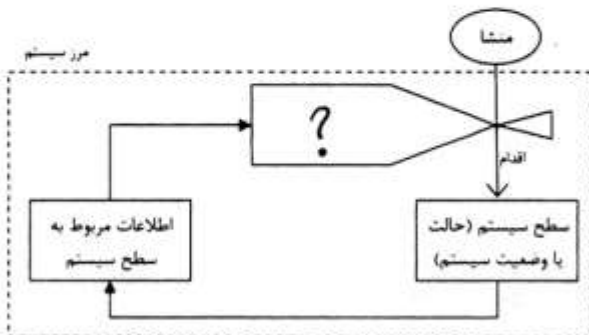 منشا
مرز سیستم
?
اقدام
سطح سیستم (حالت
یا وضعیت سیستم)
اطلاعات مربوط به
سطح سیستم